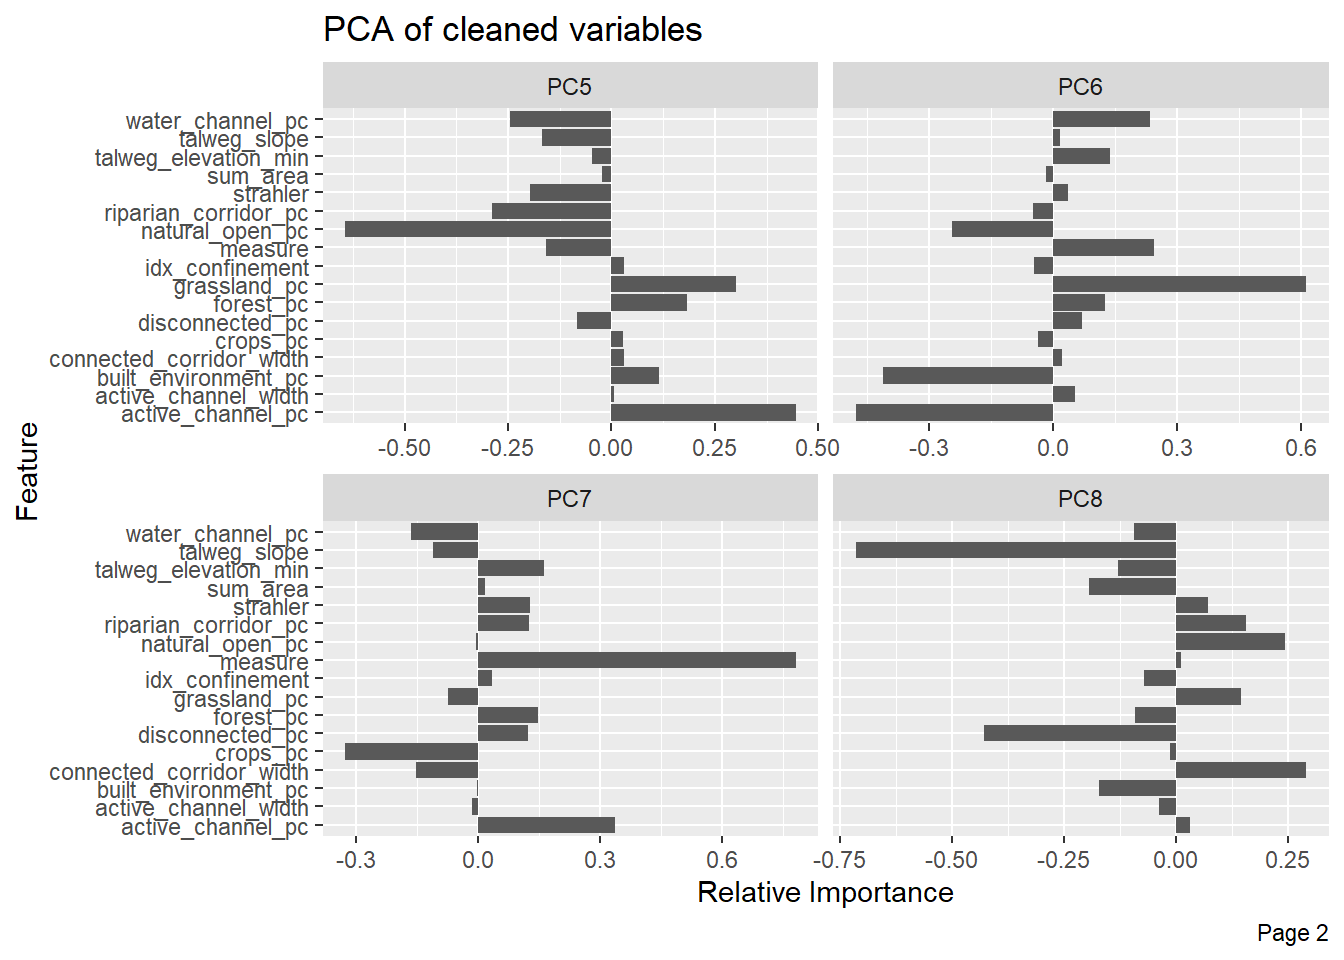 PCA of cleaned variables
PC5
PC6
water_channel_pc
talweg_slope
talweg_elevation_min
sum_area
strahler
riparian_corridor_pc
natural_open_pc
measure
idx_confinement
grassland_pc
forest_pc
disconnected_pc
crops_pc
connected_corridor_width
built_environment_pc
active_channel_width
active_channel_pc
-0.50 -0.25 0.00 0.25 0.50
-0.3 0.0 0.3 0.6
Feature
PC7
PC8
water_channel_pc
talweg_slope
talweg_elevation_min
sum_area
strahler
riparian_corridor_pc
natural_open_pc
measure
idx_confinement
grassland_pc
forest_pc
disconnected_pc
crops_pc
connected_corridor_width
built_environment_pc
active_channel_width
active_channel_pc
-0.3 0.0 0.3 0.6
-0.75 -0.50 -0.25 0.00 0.25
Relative Importance
Page 2